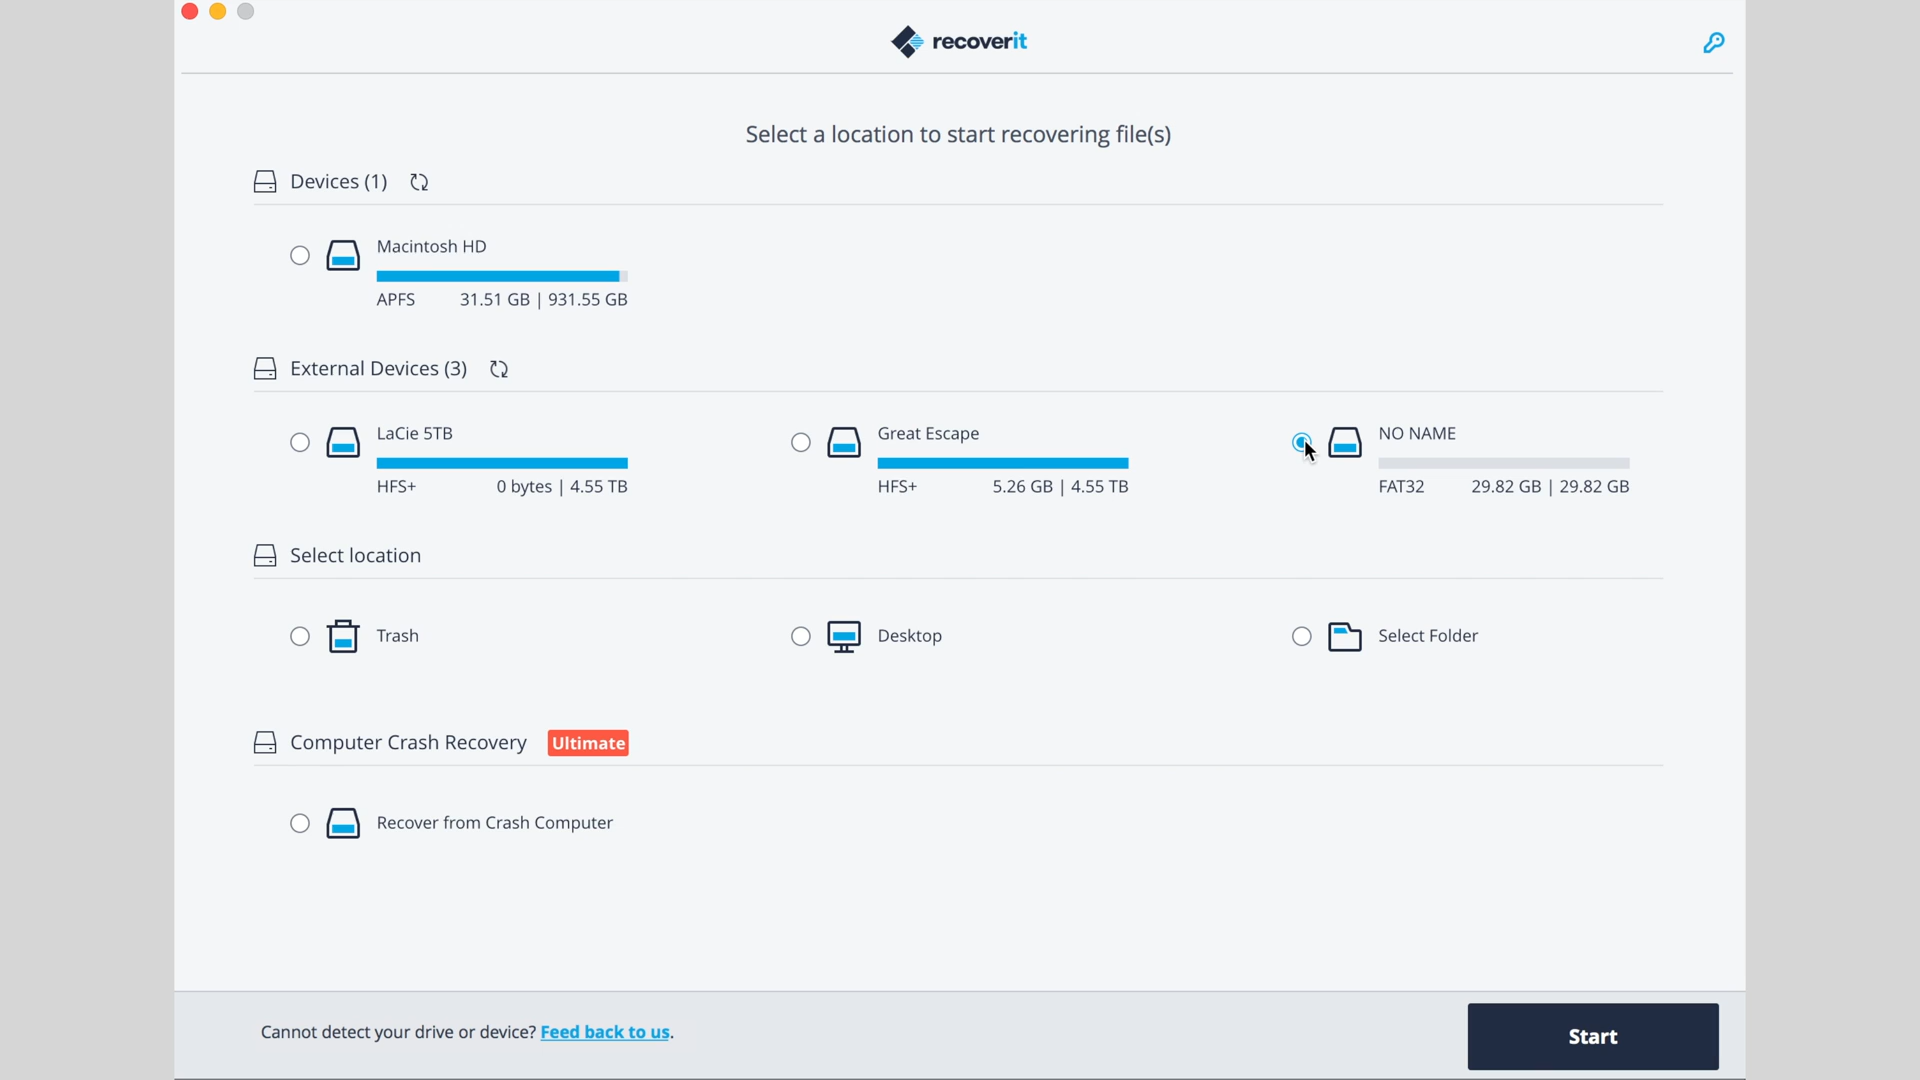 recoverit
Select a location to start recovering file(s)
Devices (1)
Macintosh HD
APFS 31.51 GB | 931.55 GB
External Devices (3)
LaCie 5TB
HFS+ 0 bytes | 4.55 TB
Great Escape
HFS+ 5.26 GB | 4.55 TB
NO NAME
FAT32 29.82 GB | 29.82 GB
Select location
Trash
Desktop
Select Folder
Computer Crash Recovery Ultimate
Recover from Crash Computer
Cannot detect your drive or device? Feed back to us.
Start